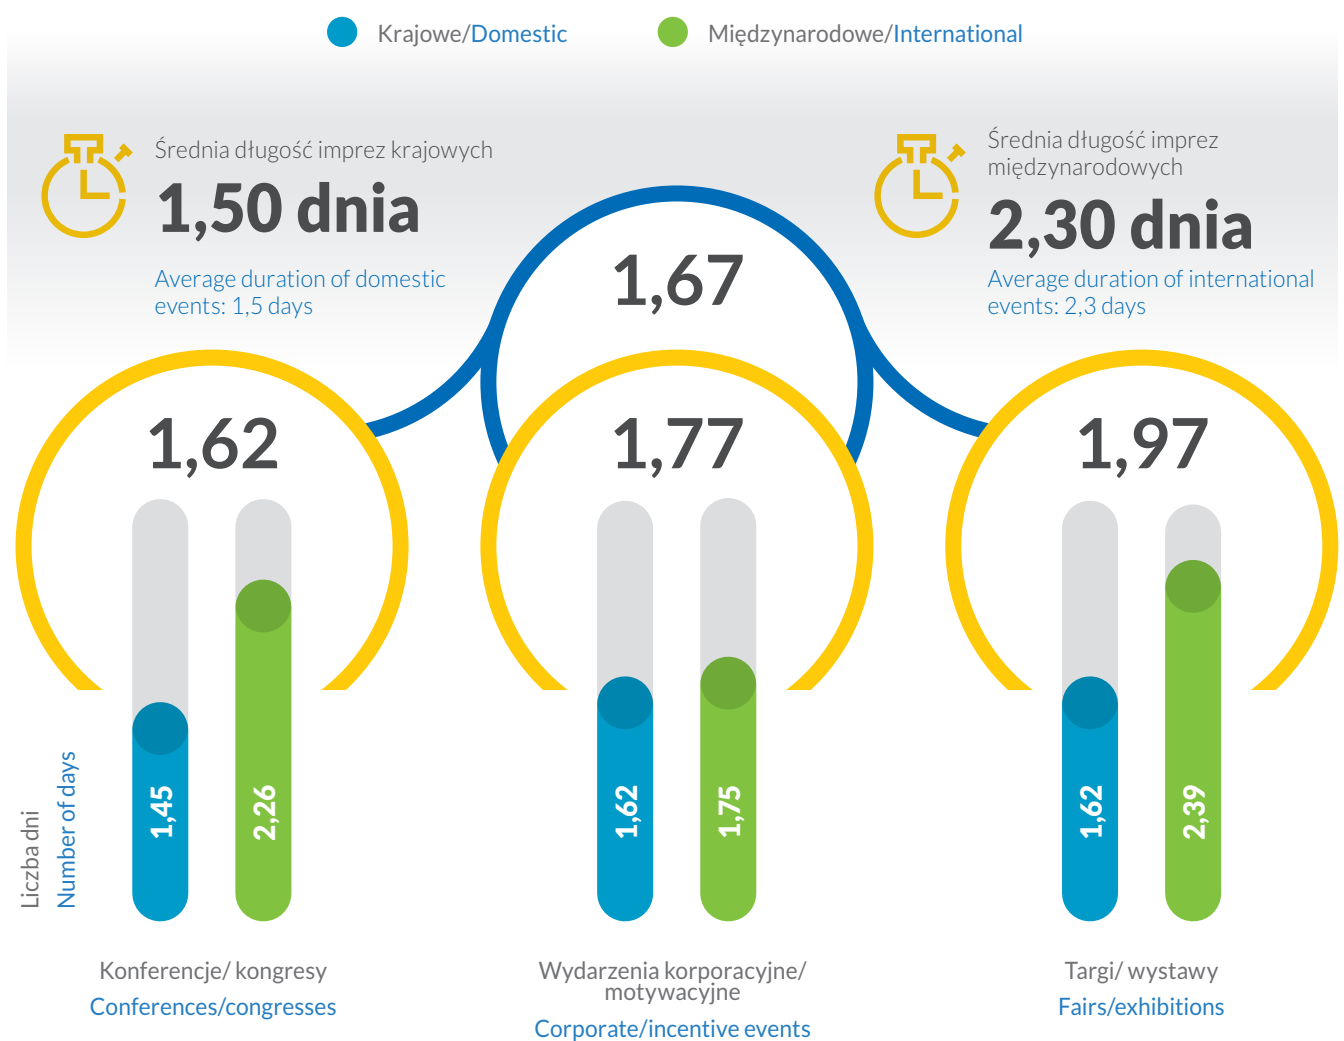 Krajowe/Domestic
Międzynarodowe/International
Średnia długość imprez krajowych
1,50 dnia
Average duration of domestic
events: 1,5 days
Średnia długość imprez
międzynarodowych
2,30 dnia
Average duration of international
events: 2,3 days
1,67
1,62
1,77
1,97
Liczba dni
Number of days
1,45
2,26
1,62
1,75
1,62
2,39
Konferencje/ kongresy
Conferences/congresses
Wydarzenia korporacyjne/
motywacyjne
Corporate/incentive events
Targi/ wystawy
Fairs/exhibitions